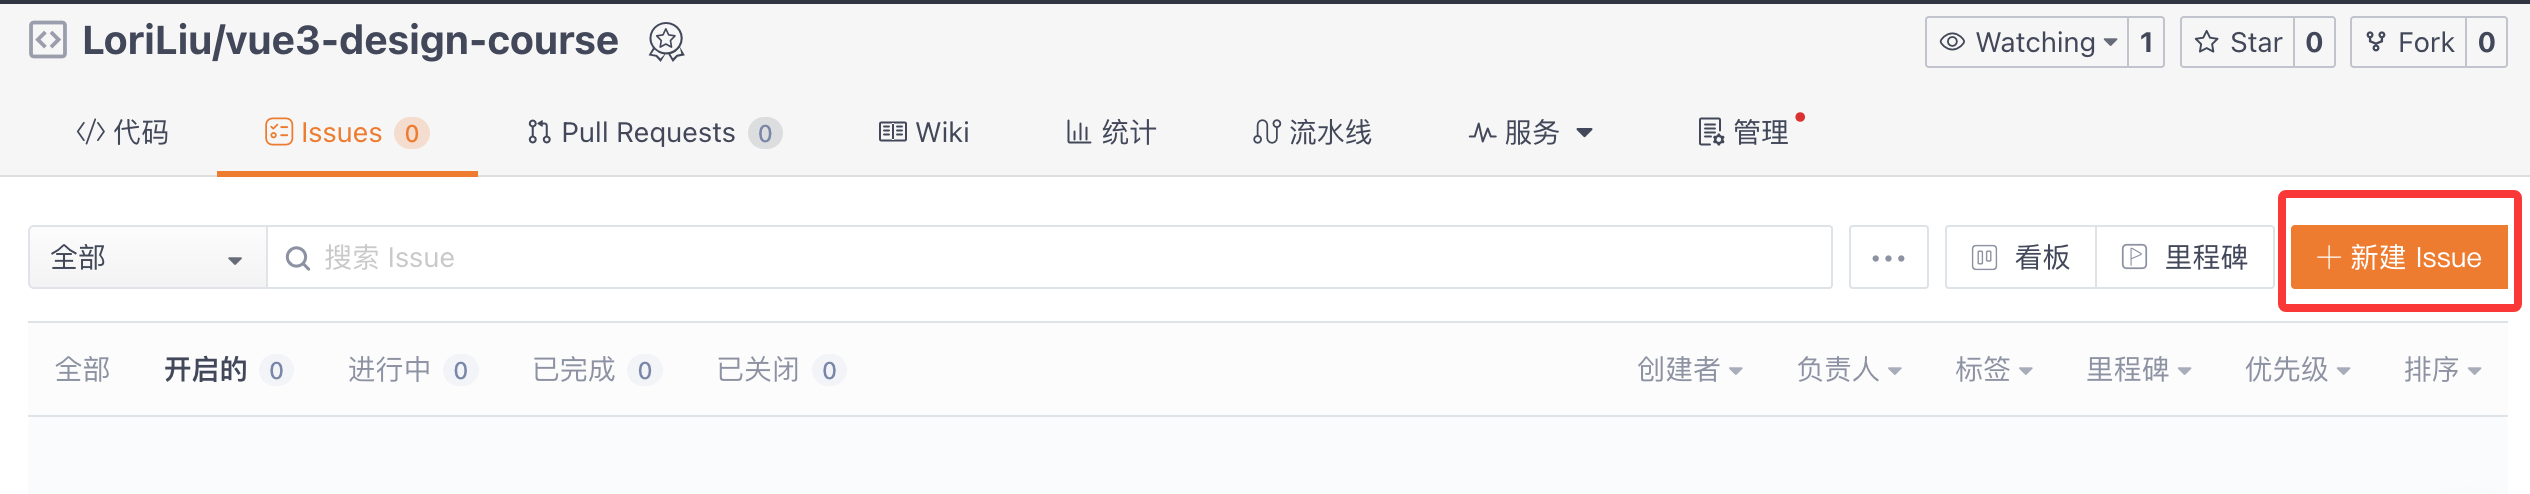 LoriLiu/vue3-design-course Watching 1 Star 0 Fork 0
代码 Issues 0 Pull Requests 0 Wiki 统计 流水线 服务 管理
全部 搜索 Issue ... 看板 里程碑 + 新建 Issue
全部 开启的 0 进行中 0 已完成 0 已关闭 0 创建者 负责人 标签 里程碑 优先级 排序